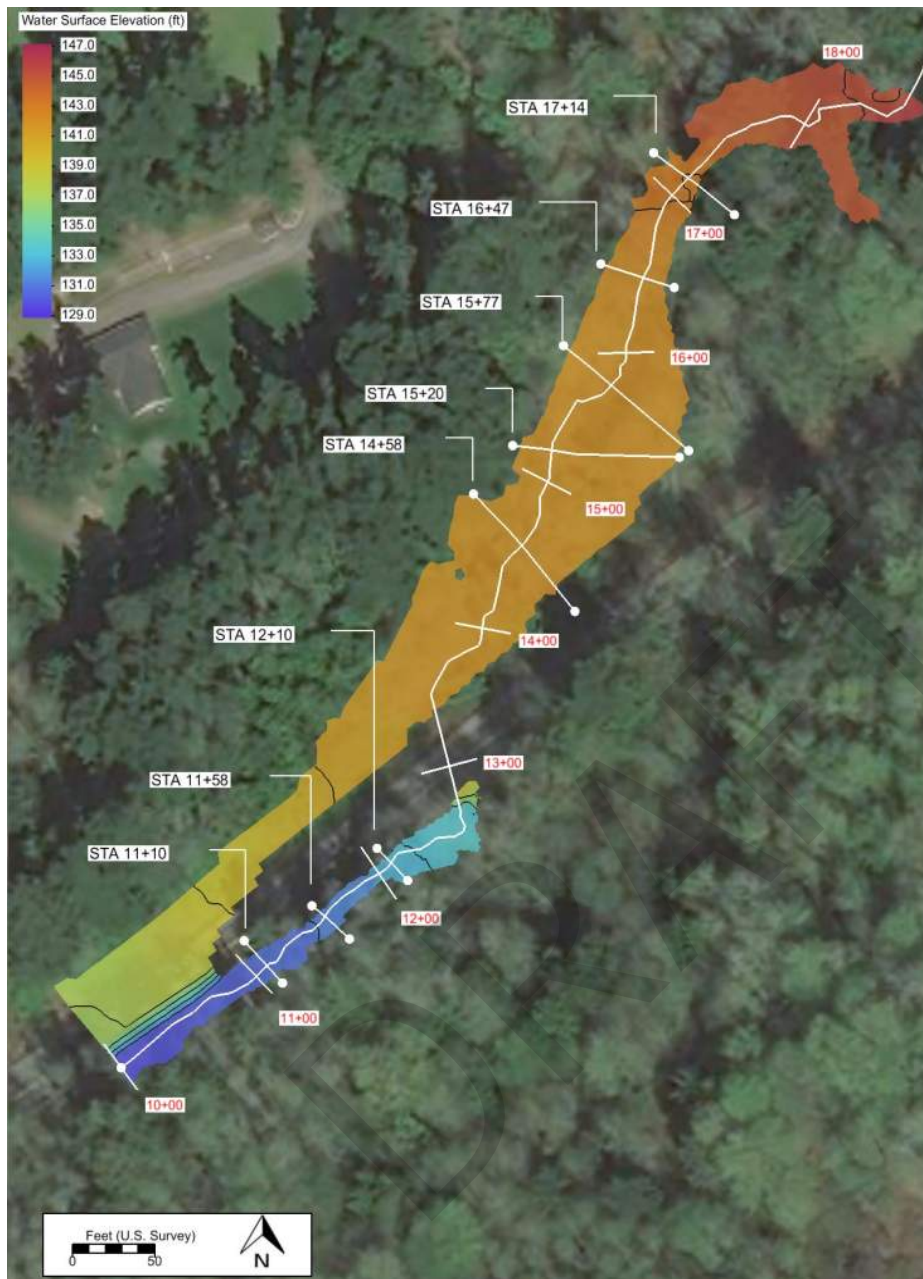 Water Surface Elevation (ft)
147.0
145.0
143.0
141.0
139.0
137.0
135.0
133.0
131.0
129.0
18+00
STA 17+14
STA 16+47
17+00
STA 15+77
16+00
STA 15+20
STA 14+58
15+00
STA 12+10
14+00
13+00
STA 11+58
STA 11+10
12+00
11+00
10+00
DRAFT
Feet (U.S. Survey)
0 50
N